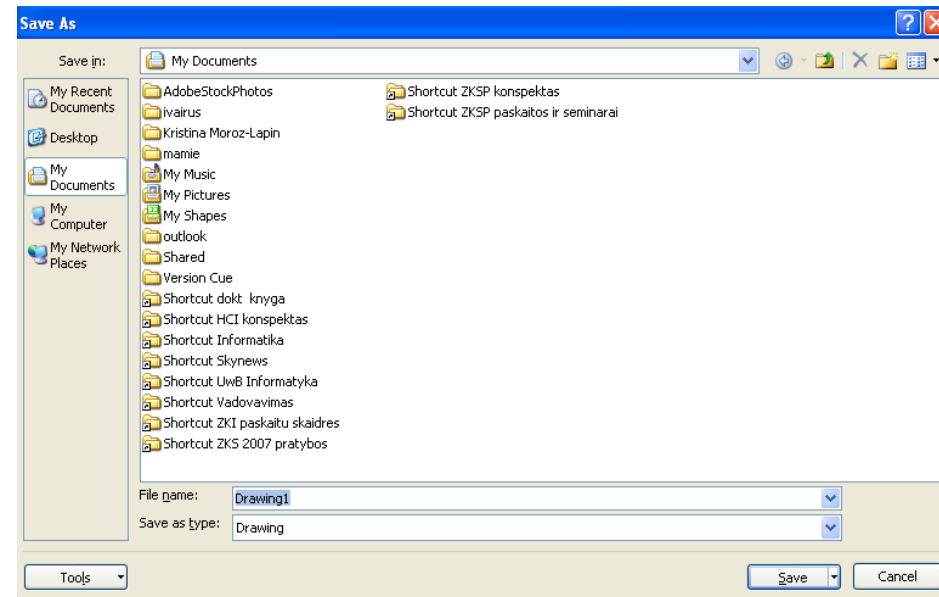 Save As
Save in:
My Documents
My Recent
Documents
Desktop
My
Documents
My
Computer
My Network
Places
AdobeStockPhotos
ivairus
Kristina Moroz-Lapin
mamie
My Music
My Pictures
My Shapes
outlook
Shared
Version Cue
Shortcut dokt knyga
Shortcut HCI konspektas
Shortcut Informatika
Shortcut Skynews
Shortcut UwB Informatyka
Shortcut Vadovavimas
Shortcut ZKI paskaitu skaidres
Shortcut ZKS 2007 pratybos
Shortcut ZKSP konspektas
Shortcut ZKSP paskaitos ir seminarai
File name:
Drawing1
Save as type:
Drawing
Tools
Save
Cancel